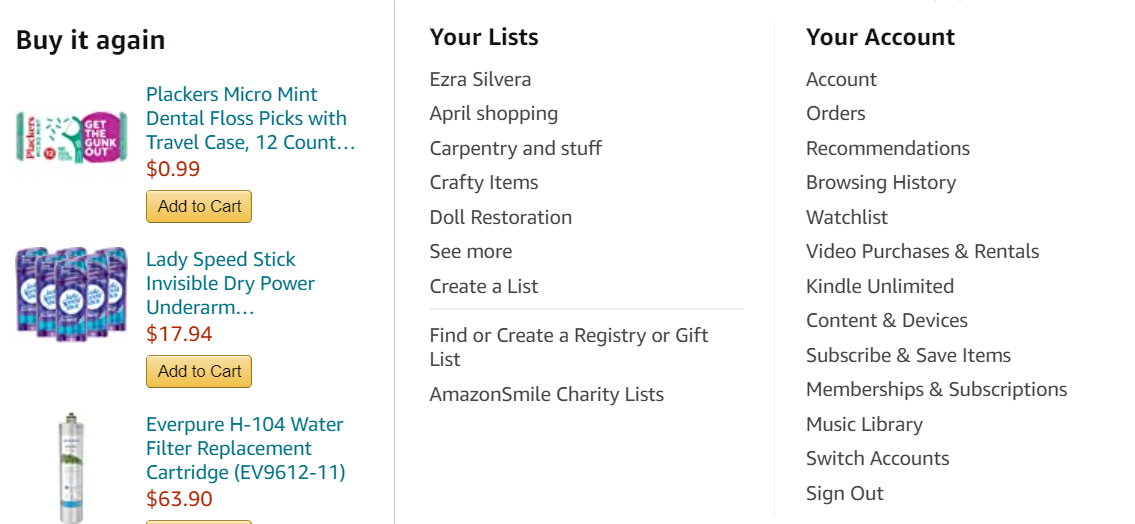 Buy it again
Plackers Micro Mint
Dental Floss Picks with
Travel Case, 12 Count…
$0.99
Add to Cart
Plackers
MICRO MINT
12
GET
THE
GUNK
OUT
Lady Speed Stick
Invisible Dry Power
Underarm…
$17.94
Add to Cart
Everpure H-104 Water
Filter Replacement
Cartridge (EV9612-11)
$63.90
Your Lists
Ezra Silvera
April shopping
Carpentry and stuff
Crafty Items
Doll Restoration
See more
Create a List
Find or Create a Registry or Gift
List
AmazonSmile Charity Lists
Your Account
Account
Orders
Recommendations
Browsing History
Watchlist
Video Purchases & Rentals
Kindle Unlimited
Content & Devices
Subscribe & Save Items
Memberships & Subscriptions
Music Library
Switch Accounts
Sign Out